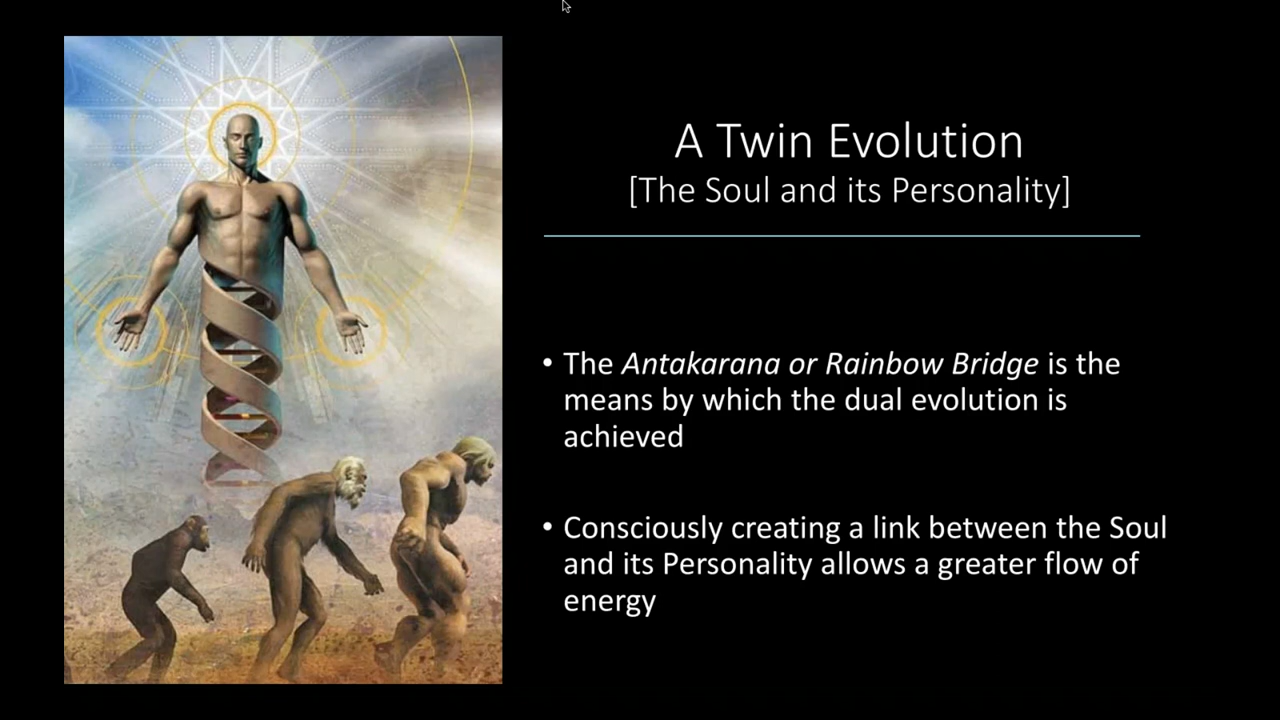 A Twin Evolution
[The Soul and its Personality]
• The Antakarana or Rainbow Bridge is the
means by which the dual evolution is
achieved
• Consciously creating a link between the Soul
and its Personality allows a greater flow of
energy